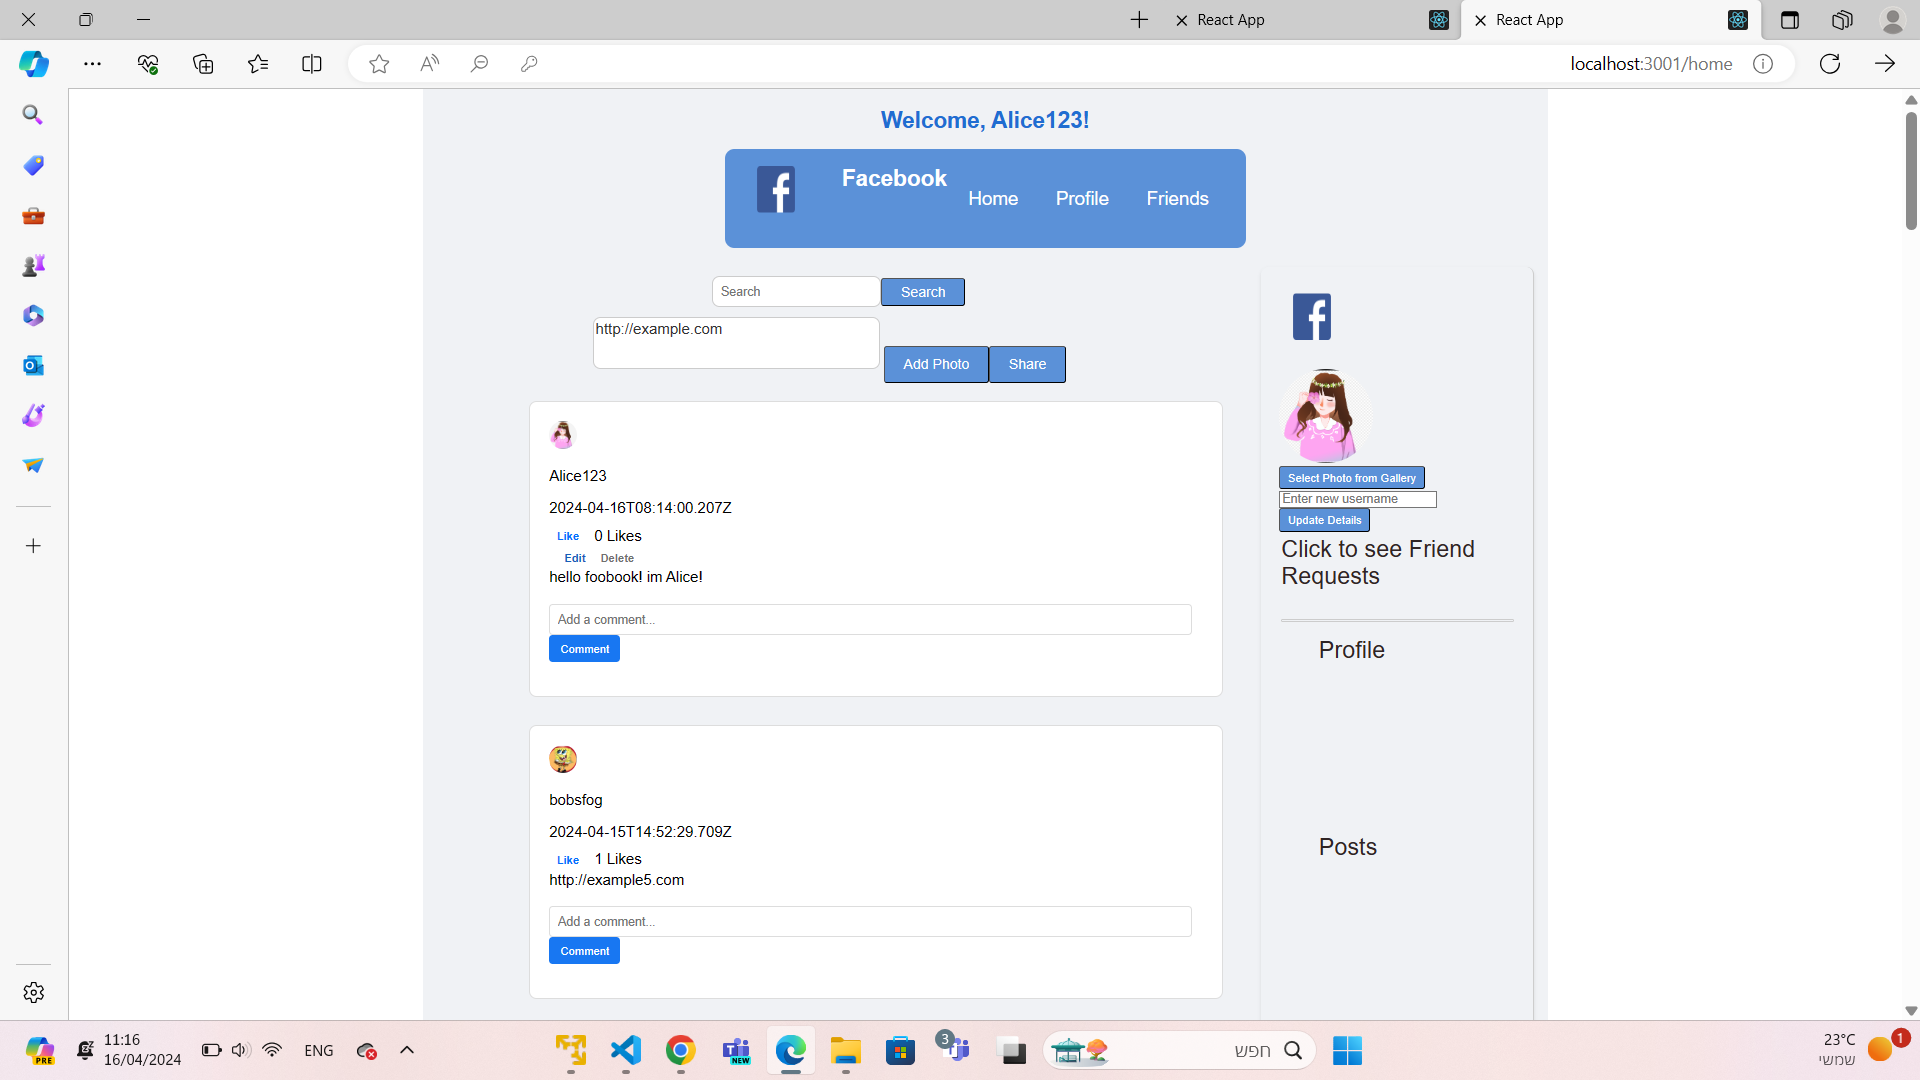 React App
React App
localhost:3001/home
Welcome, Alice123!
Facebook
Home
Profile
Friends
Search
Search
http://example.com
Add Photo
Share
Alice123
2024-04-16T08:14:00.207Z
Like
0 Likes
Edit
Delete
hello foobook! im Alice!
Add a comment...
Comment
bobsfog
2024-04-15T14:52:29.709Z
Like
1 Likes
http://example5.com
Add a comment...
Comment
Select Photo from Gallery
Enter new username
Update Details
Click to see Friend
Requests
Profile
Posts
PRE
11:16
16/04/2024
ENG
NEW
3
חפש
23°C
שמשי
1